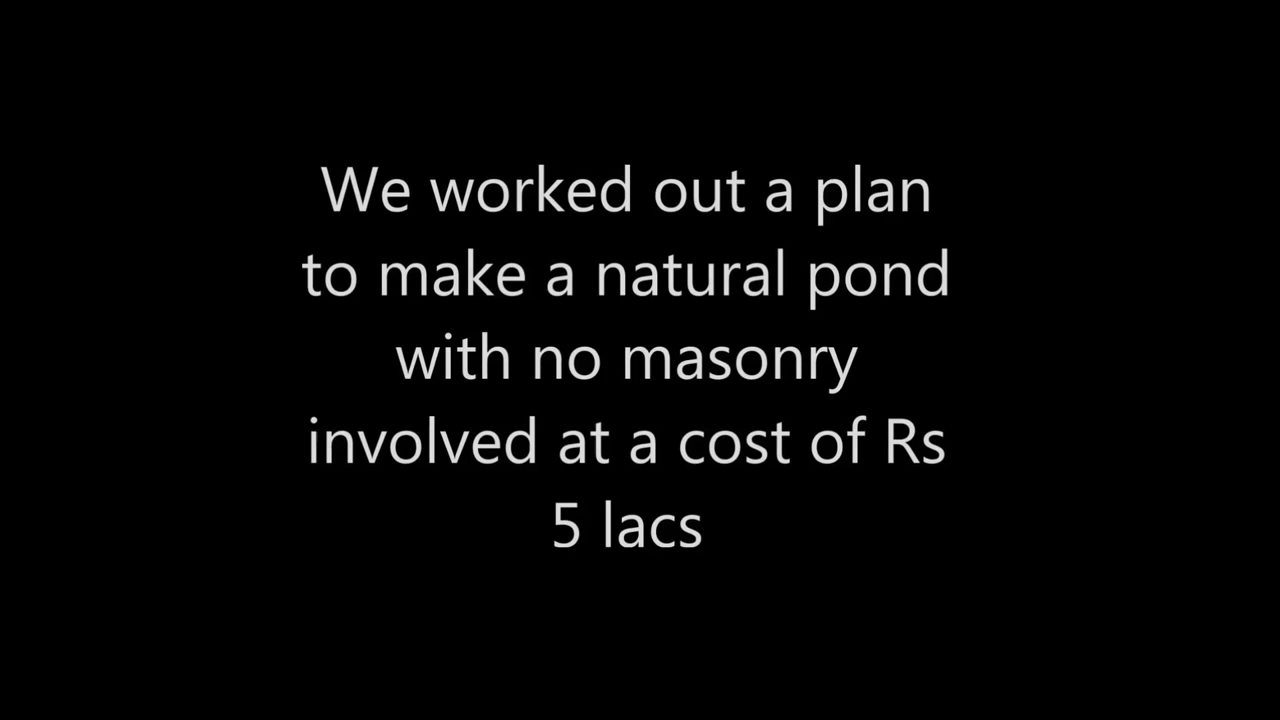 We worked out a plan
to make a natural pond
with no masonry
involved at a cost of Rs
5 lacs